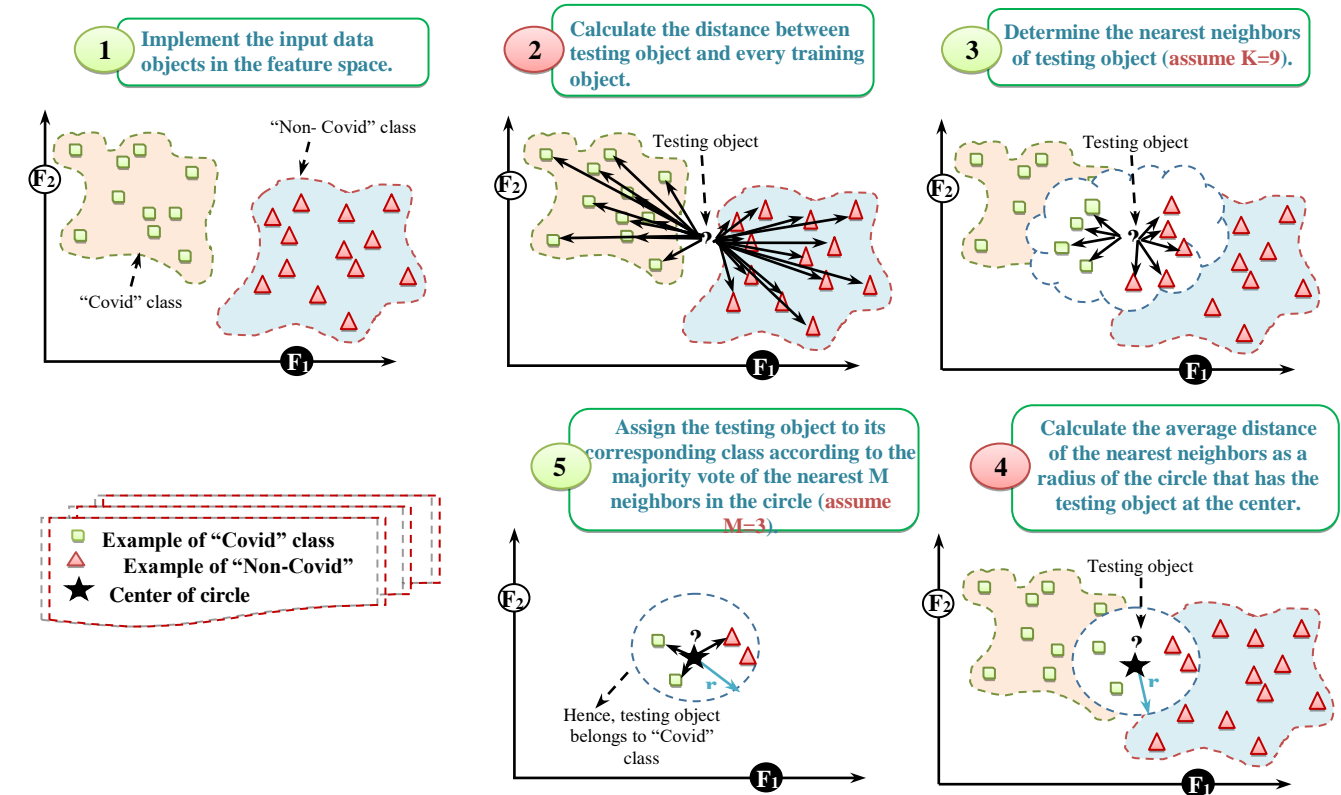 1
Implement the input data
objects in the feature space.
2
Calculate the distance between
testing object and every training
object.
3
Determine the nearest neighbors
of testing object (assume K=9).
“Non- Covid” class
F2
“Covid” class
F1
Testing object
F2
?
F1
Testing object
F2
?
F1
5
Assign the testing object to its
corresponding class according to the
majority vote of the nearest M
neighbors in the circle (assume
M=3).
4
Calculate the average distance
of the nearest neighbors as a
radius of the circle that has the
testing object at the center.
Example of “Covid” class
Example of “Non-Covid”
Center of circle
F2
?
r
Hence, testing object
belongs to “Covid”
class
F1
Testing object
F2
?
r
F1